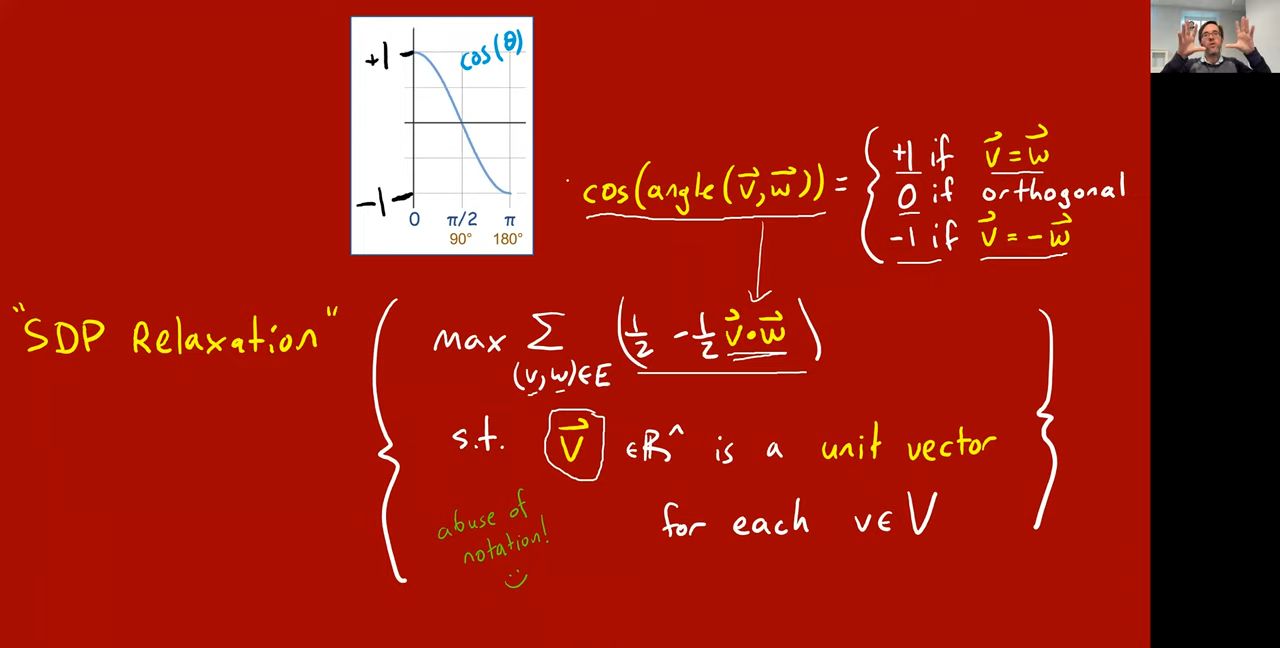 +1
cos(θ)
-1
0 π/2 π
90° 180°
cos(angle(v⃗,w⃗)) = { +1 if v⃗ = w⃗
0 if orthogonal
-1 if v⃗ = -w⃗
"SDP Relaxation"
max Σ (1/2 - 1/2 v⃗•w⃗)
(v,w)∈E
s.t. v⃗ ∈ℝ^n is a unit vector
for each v∈V
abuse of
notation!